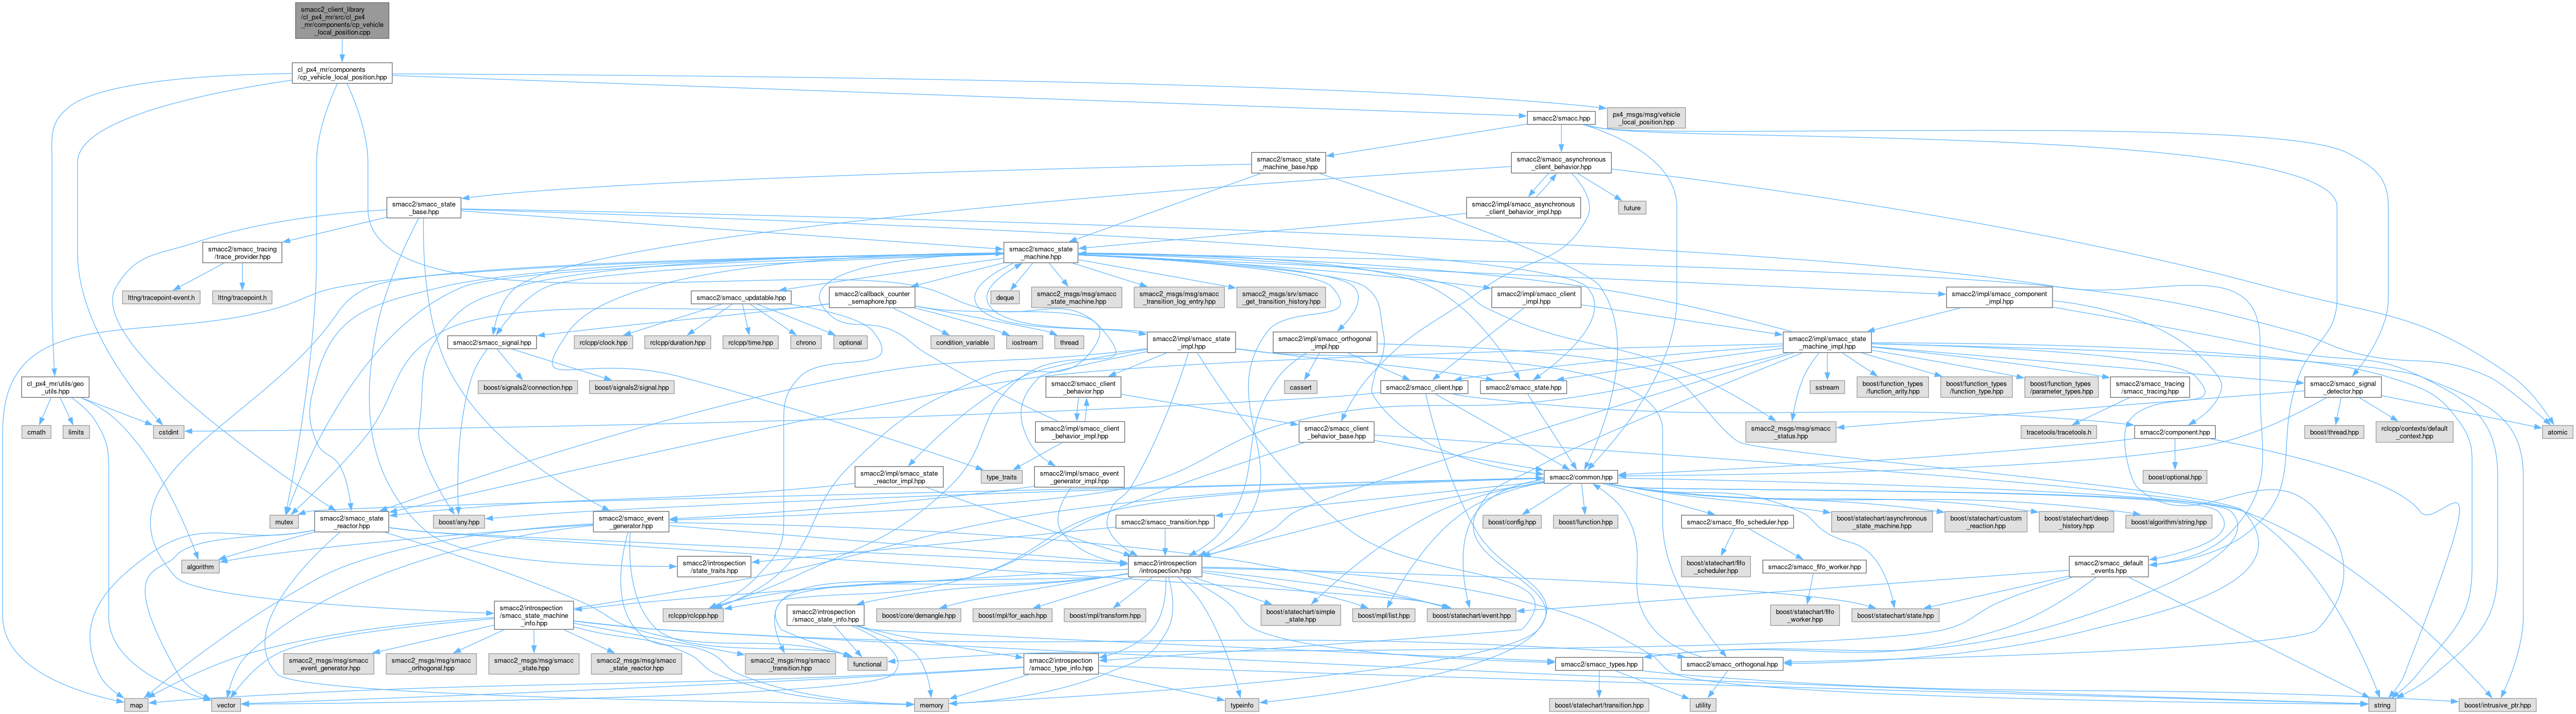 smacc2_client_library
/cl_px4_mr/src/cl_px4
_mr/components/cp_vehicle
_local_position.cpp
cl_px4_mr/components
/cp_vehicle_local_position.hpp
px4_msgs/msg/vehicle
_local_position.hpp
smacc2/smacc.hpp
smacc2/smacc_state
_machine_base.hpp
smacc2/smacc_asynchronous
_client_behavior.hpp
smacc2/smacc_state
_base.hpp
smacc2/impl/smacc_asynchronous
_client_behavior_impl.hpp
future
smacc2/smacc_tracing
/trace_provider.hpp
smacc2/smacc_state
_machine.hpp
lttng/tracepoint-event.h
lttng/tracepoint.h
smacc2/smacc_updatable.hpp
smacc2/callback_counter
_semaphore.hpp
deque
smacc2_msgs/msg/smacc
_state_machine.hpp
smacc2_msgs/msg/smacc
_transition_log_entry.hpp
smacc2_msgs/srv/smacc
_get_transition_history.hpp
smacc2/impl/smacc_client
_impl.hpp
smacc2/impl/smacc_component
_impl.hpp
smacc2/smacc_signal.hpp
rclcpp/clock.hpp
rclcpp/duration.hpp
rclcpp/time.hpp
chrono
optional
condition_variable
iostream
thread
smacc2/impl/smacc_state
_impl.hpp
smacc2/impl/smacc_orthogonal
_impl.hpp
smacc2/impl/smacc_state
_machine_impl.hpp
cl_px4_mr/utils/geo
_utils.hpp
boost/signals2/connection.hpp
boost/signals2/signal.hpp
smacc2/smacc_client
_behavior.hpp
cassert
smacc2/smacc_client.hpp
smacc2/smacc_state.hpp
sstream
boost/function_types
/function_arity.hpp
boost/function_types
/function_type.hpp
boost/function_types
/parameter_types.hpp
smacc2/smacc_tracing
/smacc_tracing.hpp
smacc2/smacc_signal
_detector.hpp
cmath
limits
cstdint
smacc2/impl/smacc_client
_behavior_impl.hpp
smacc2/smacc_client
_behavior_base.hpp
smacc2_msgs/msg/smacc
_status.hpp
tracetools/tracetools.h
smacc2/component.hpp
boost/thread.hpp
rclcpp/contexts/default
_context.hpp
atomic
smacc2/impl/smacc_state
_reactor_impl.hpp
type_traits
smacc2/impl/smacc_event
_generator_impl.hpp
smacc2/common.hpp
boost/optional.hpp
mutex
smacc2/smacc_state
_reactor.hpp
boost/any.hpp
smacc2/smacc_event
_generator.hpp
smacc2/smacc_transition.hpp
boost/config.hpp
boost/function.hpp
smacc2/smacc_fifo_scheduler.hpp
boost/statechart/asynchronous
_state_machine.hpp
boost/statechart/custom
_reaction.hpp
boost/statechart/deep
_history.hpp
boost/algorithm/string.hpp
algorithm
smacc2/introspection
/state_traits.hpp
smacc2/introspection
/introspection.hpp
boost/statechart/fifo
_scheduler.hpp
smacc2/smacc_fifo_worker.hpp
smacc2/smacc_default
_events.hpp
smacc2/introspection
/smacc_state_machine
_info.hpp
rclcpp/rclcpp.hpp
smacc2/introspection
/smacc_state_info.hpp
boost/core/demangle.hpp
boost/mpl/for_each.hpp
boost/mpl/transform.hpp
boost/statechart/simple
_state.hpp
boost/mpl/list.hpp
boost/statechart/event.hpp
boost/statechart/fifo
_worker.hpp
boost/statechart/state.hpp
smacc2_msgs/msg/smacc
_event_generator.hpp
smacc2_msgs/msg/smacc
_orthogonal.hpp
smacc2_msgs/msg/smacc
_state.hpp
smacc2_msgs/msg/smacc
_state_reactor.hpp
smacc2_msgs/msg/smacc
_transition.hpp
functional
smacc2/introspection
/smacc_type_info.hpp
smacc2/smacc_types.hpp
smacc2/smacc_orthogonal.hpp
map
vector
memory
typeinfo
boost/statechart/transition.hpp
utility
string
boost/intrusive_ptr.hpp